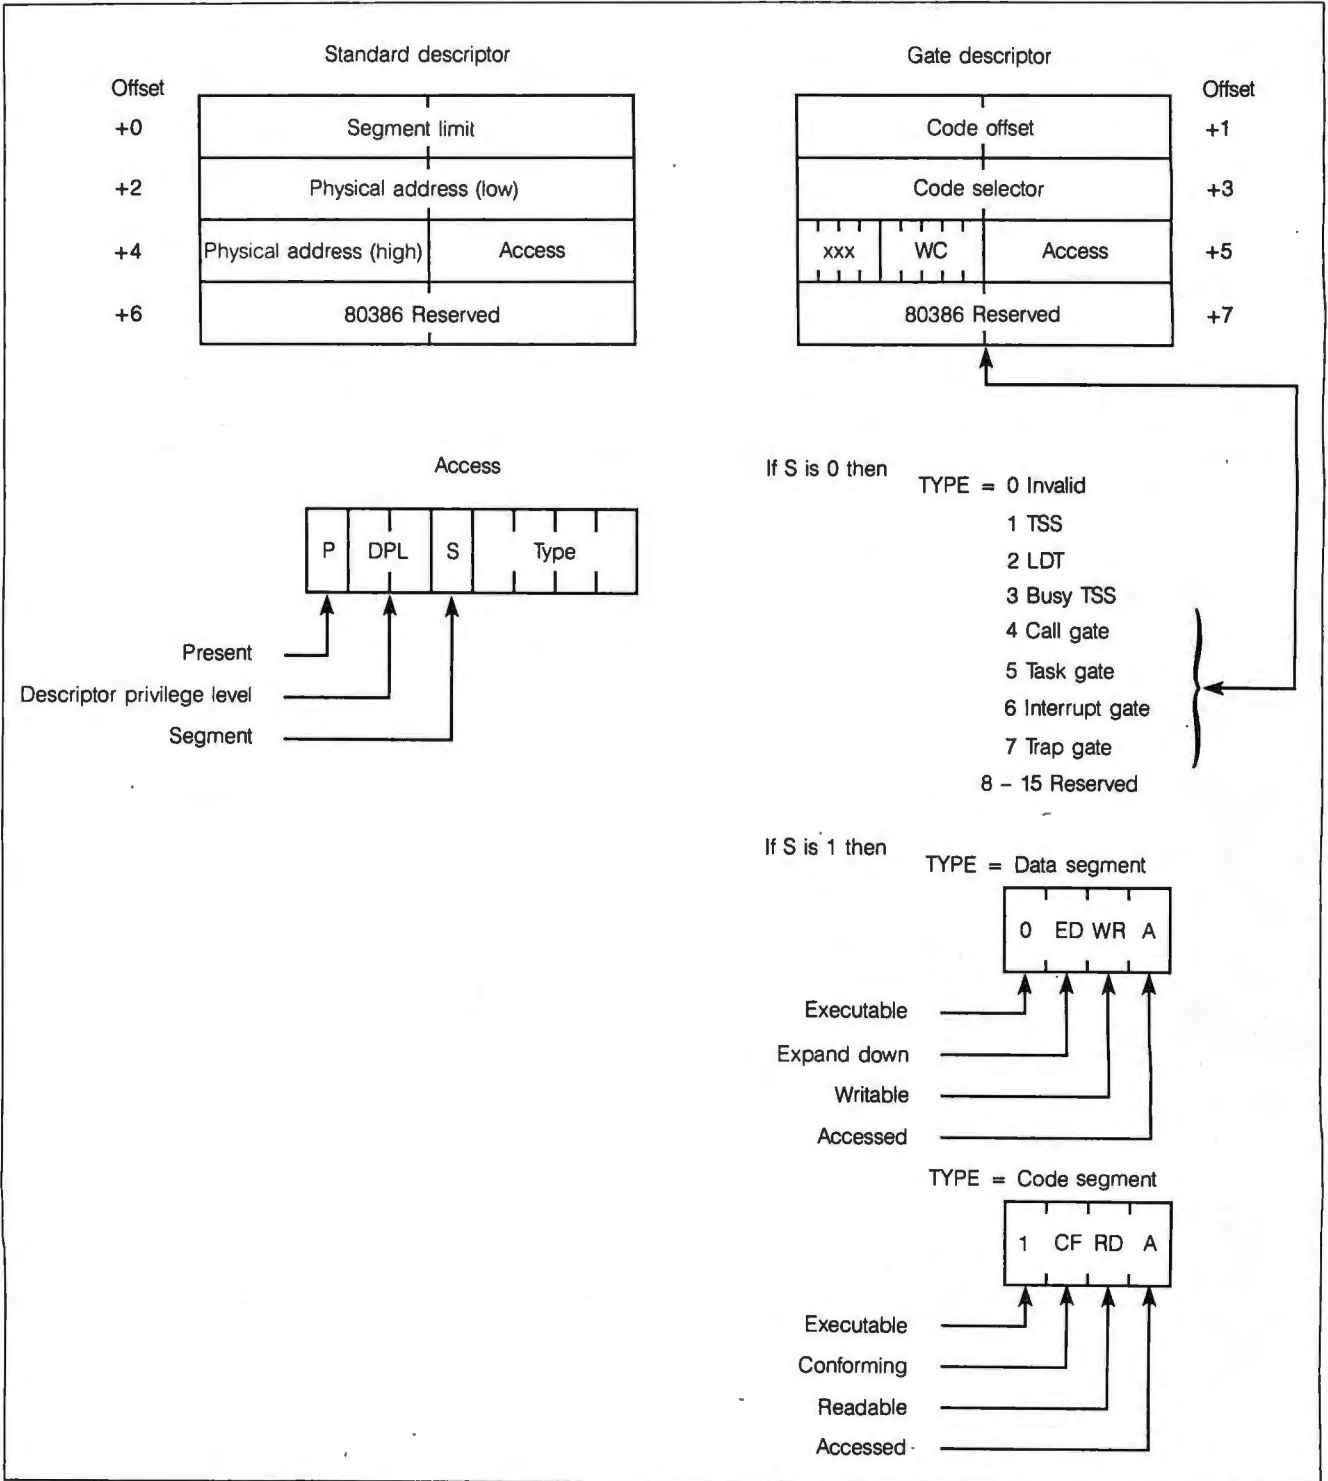 Standard descriptor
Offset
+0
Segment limit
+2
Physical address (low)
+4
Physical address (high)
Access
+6
80386 Reserved
Gate descriptor
Offset
Code offset
+1
Code selector
+3
xxx
WC
Access
+5
80386 Reserved
+7
Access
P
DPL
S
Type
Present
Descriptor privilege level
Segment
If S is 0 then
TYPE = 0 Invalid
1 TSS
2 LDT
3 Busy TSS
4 Call gate
5 Task gate
6 Interrupt gate
7 Trap gate
8 – 15 Reserved
If S is 1 then
TYPE = Data segment
0 ED WR A
Executable
Expand down
Writable
Accessed
TYPE = Code segment
1 CF RD A
Executable
Conforming
Readable
Accessed